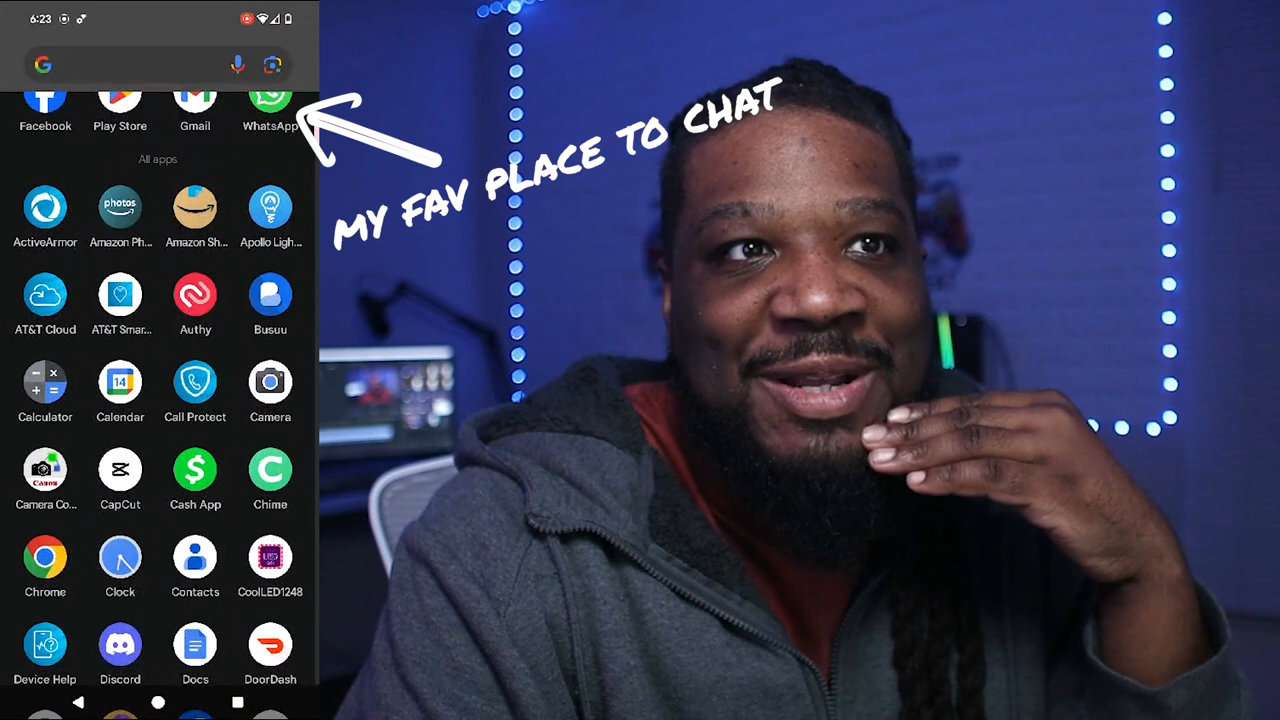 6:23
Facebook Play Store Gmail WhatsApp
All apps
photos
ActiveArmor Amazon Ph... Amazon Sh... Apollo Ligh...
AT&T Cloud AT&T Smar... Authy Busuu
14
Calculator Calendar Call Protect Camera
Canon
Camera Co... CapCut Cash App Chime
LED
Chrome Clock Contacts CoolLED1248
Device Help Discord Docs DoorDash
MY FAV PLACE TO CHAT